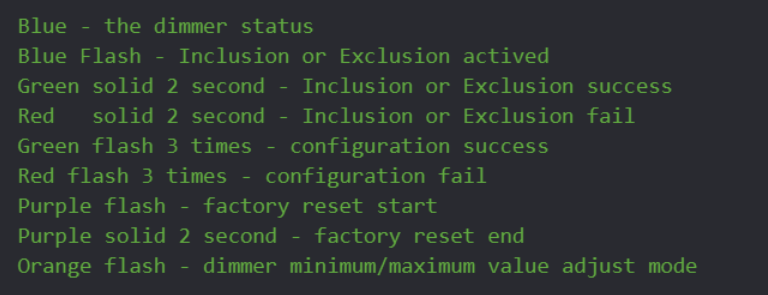 Blue - the dimmer status
Blue Flash - Inclusion or Exclusion actived
Green solid 2 second - Inclusion or Exclusion success
Red   solid 2 second - Inclusion or Exclusion fail
Green flash 3 times - configuration success
Red flash 3 times - configuration fail
Purple flash - factory reset start
Purple solid 2 second - factory reset end
Orange flash - dimmer minimum/maximum value adjust mode